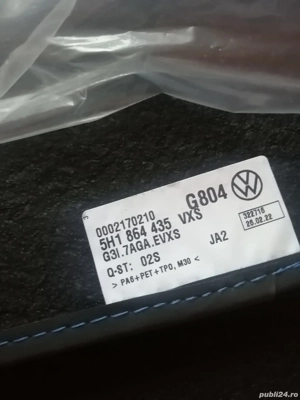 0002170210
G804
5H1 864 435 VXS
G3I.7AGA.EVXS
Q-ST: 02S
JA2
322716
26.02.22
> PA6+PET+TPO, M30 <
publi24.ro